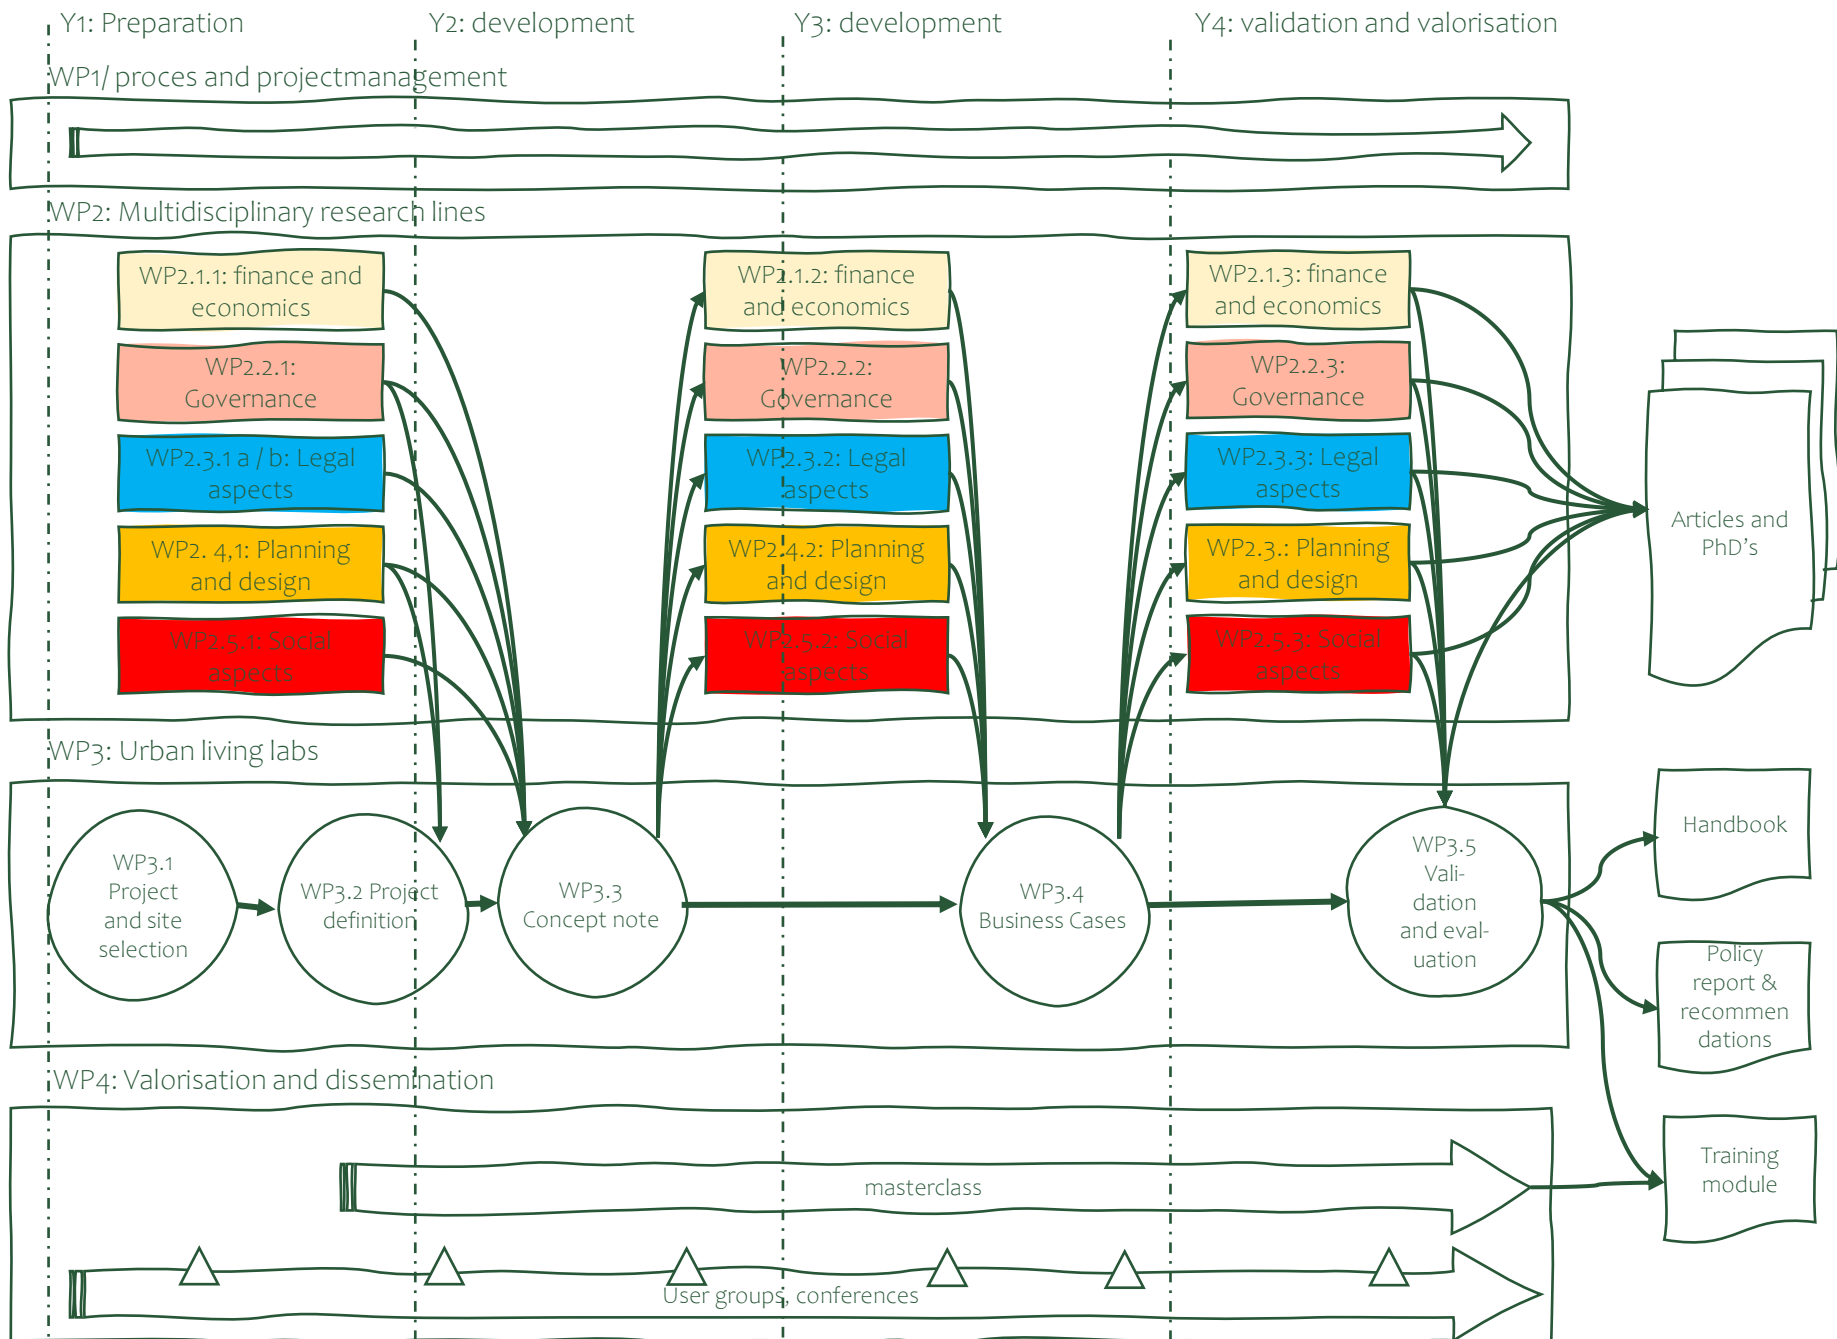 Y1: Preparation
Y2: development
Y3: development
Y4: validation and valorisation
WP1/ proces and projectmanagement
WP2: Multidisciplinary research lines
WP2.1.1: finance and
economics
WP2.1.2: finance
and economics
WP2.1.3: finance
and economics
WP2.2.1:
Governance
WP2.2.2:
Governance
WP2.2.3:
Governance
WP2.3.1 a / b: Legal
aspects
WP2.3.2: Legal
aspects
WP2.3.3: Legal
aspects
WP2. 4,1: Planning
and design
WP2.4.2: Planning
and design
WP2.3.: Planning
and design
WP2.5.1: Social
aspects
WP2.5.2: Social
aspects
WP2.5.3: Social
aspects
Articles and
PhD's
WP3: Urban living labs
WP3.1
Project
and site
selection
WP3.2 Project
definition
WP3.3
Concept note
WP3.4
Business Cases
WP3.5
Vali-
dation
and eval-
uation
Handbook
Policy
report &
recommen
dations
WP4: Valorisation and dissemination
masterclass
Training
module
User groups, conferences